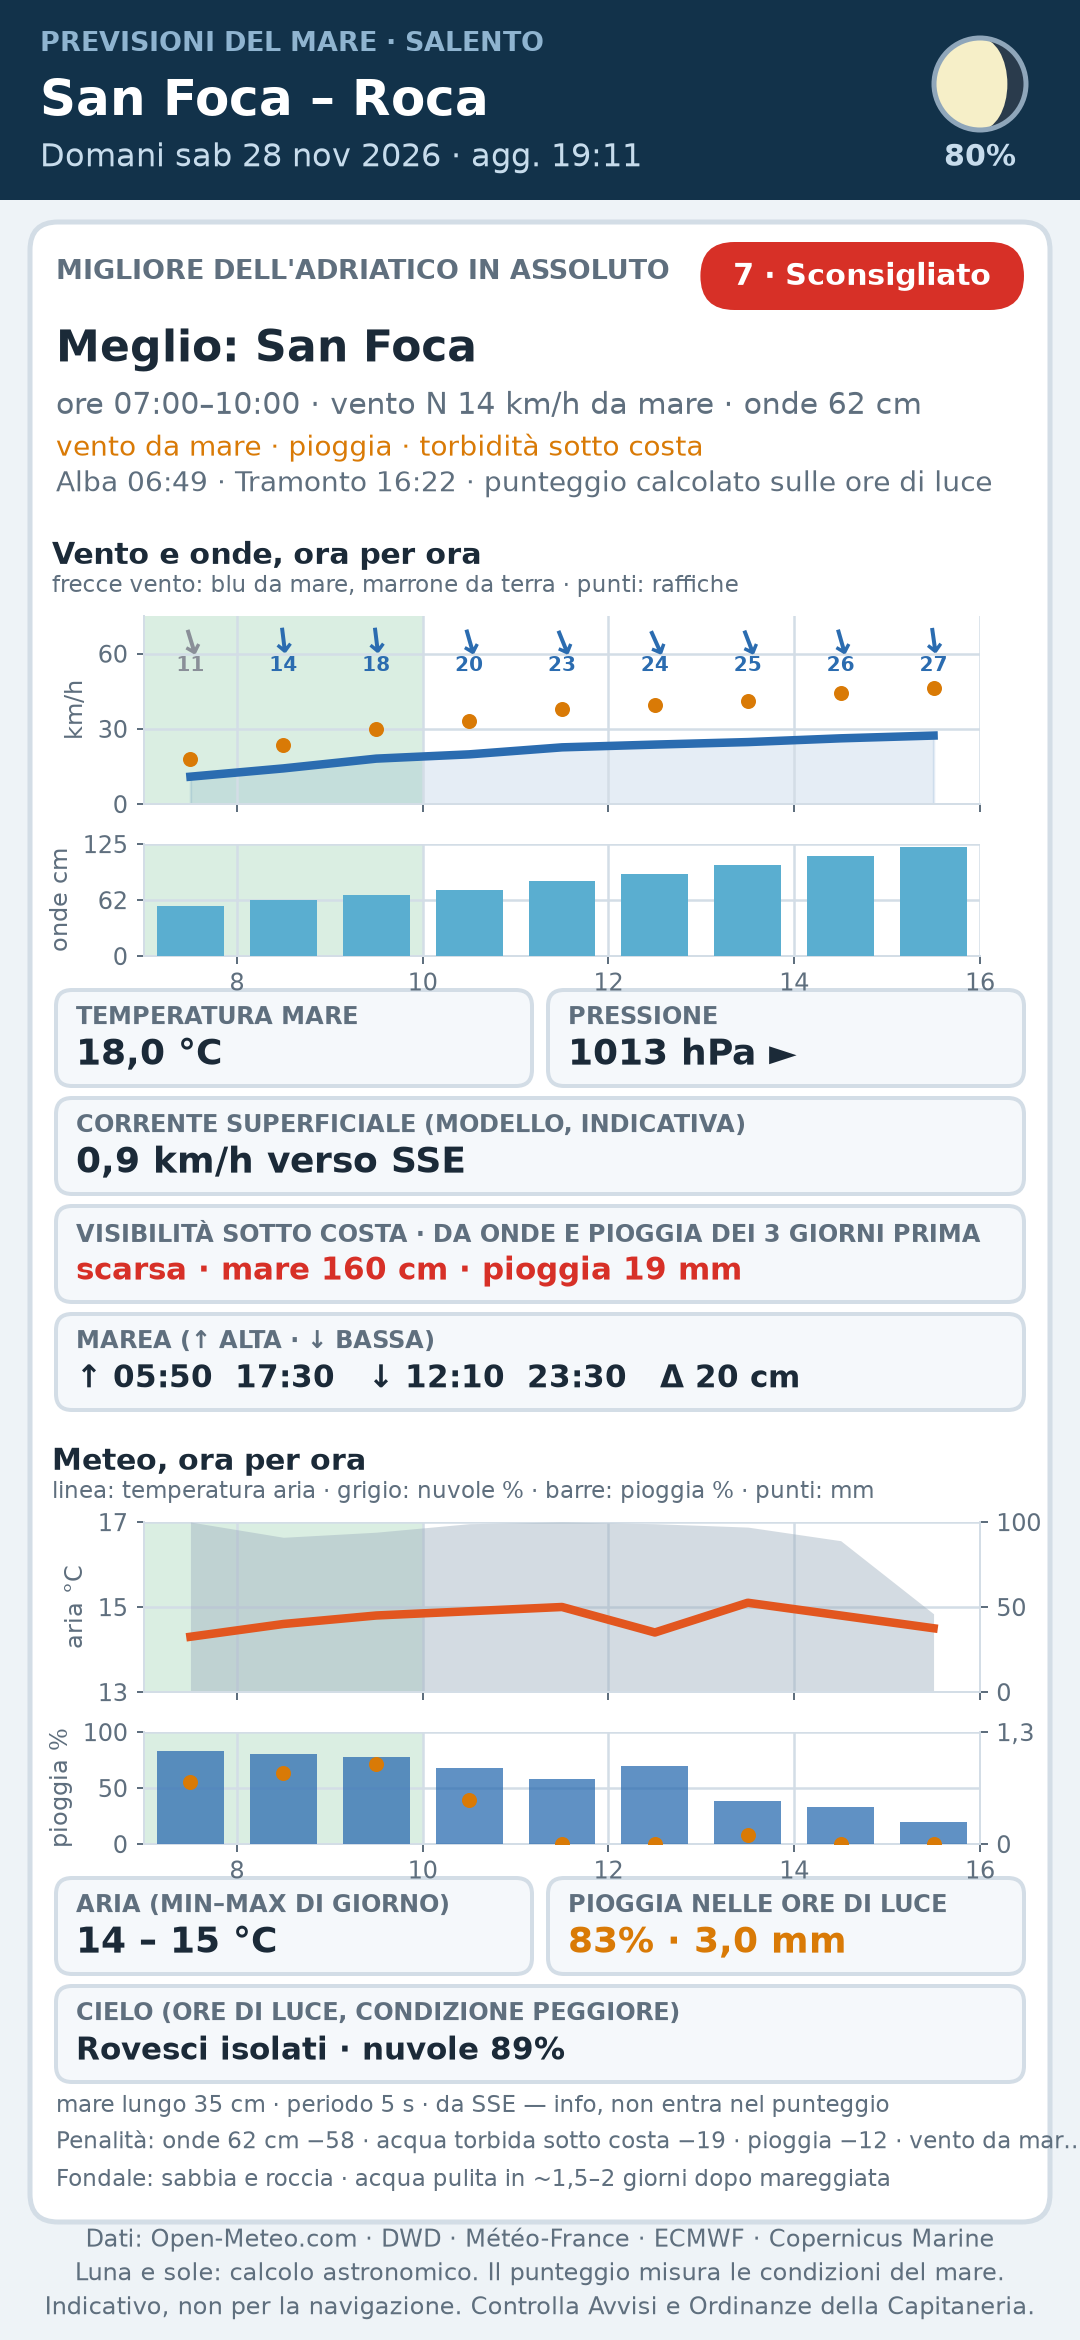 PREVISIONI DEL MARE · SALENTO
San Foca – Roca
Domani sab 28 nov 2026 · agg. 19:11
80%
MIGLIORE DELL'ADRIATICO IN ASSOLUTO
7 · Sconsigliato
Meglio: San Foca
ore 07:00–10:00 · vento N 14 km/h da mare · onde 62 cm
vento da mare · pioggia · torbidità sotto costa
Alba 06:49 · Tramonto 16:22 · punteggio calcolato sulle ore di luce
Vento e onde, ora per ora
frecce vento: blu da mare, marrone da terra · punti: raffiche
km/h
60
30
0
11 14 18 20 23 24 25 26 27
onde cm
125
62
0
8 10 12 14 16
TEMPERATURA MARE
18,0 °C
PRESSIONE
1013 hPa ►
CORRENTE SUPERFICIALE (MODELLO, INDICATIVA)
0,9 km/h verso SSE
VISIBILITÀ SOTTO COSTA · DA ONDE E PIOGGIA DEI 3 GIORNI PRIMA
scarsa · mare 160 cm · pioggia 19 mm
MAREA (↑ ALTA · ↓ BASSA)
↑ 05:50 17:30 ↓ 12:10 23:30 Δ 20 cm
Meteo, ora per ora
linea: temperatura aria · grigio: nuvole % · barre: pioggia % · punti: mm
aria °C
17
15
13
100
50
0
pioggia %
100
50
0
1,3
0
8 10 12 14 16
ARIA (MIN–MAX DI GIORNO)
14 – 15 °C
PIOGGIA NELLE ORE DI LUCE
83% · 3,0 mm
CIELO (ORE DI LUCE, CONDIZIONE PEGGIORE)
Rovesci isolati · nuvole 89%
mare lungo 35 cm · periodo 5 s · da SSE — info, non entra nel punteggio
Penalità: onde 62 cm −58 · acqua torbida sotto costa −19 · pioggia −12 · vento da mar…
Fondale: sabbia e roccia · acqua pulita in ~1,5–2 giorni dopo mareggiata
Dati: Open-Meteo.com · DWD · Météo-France · ECMWF · Copernicus Marine
Luna e sole: calcolo astronomico. Il punteggio misura le condizioni del mare.
Indicativo, non per la navigazione. Controlla Avvisi e Ordinanze della Capitaneria.